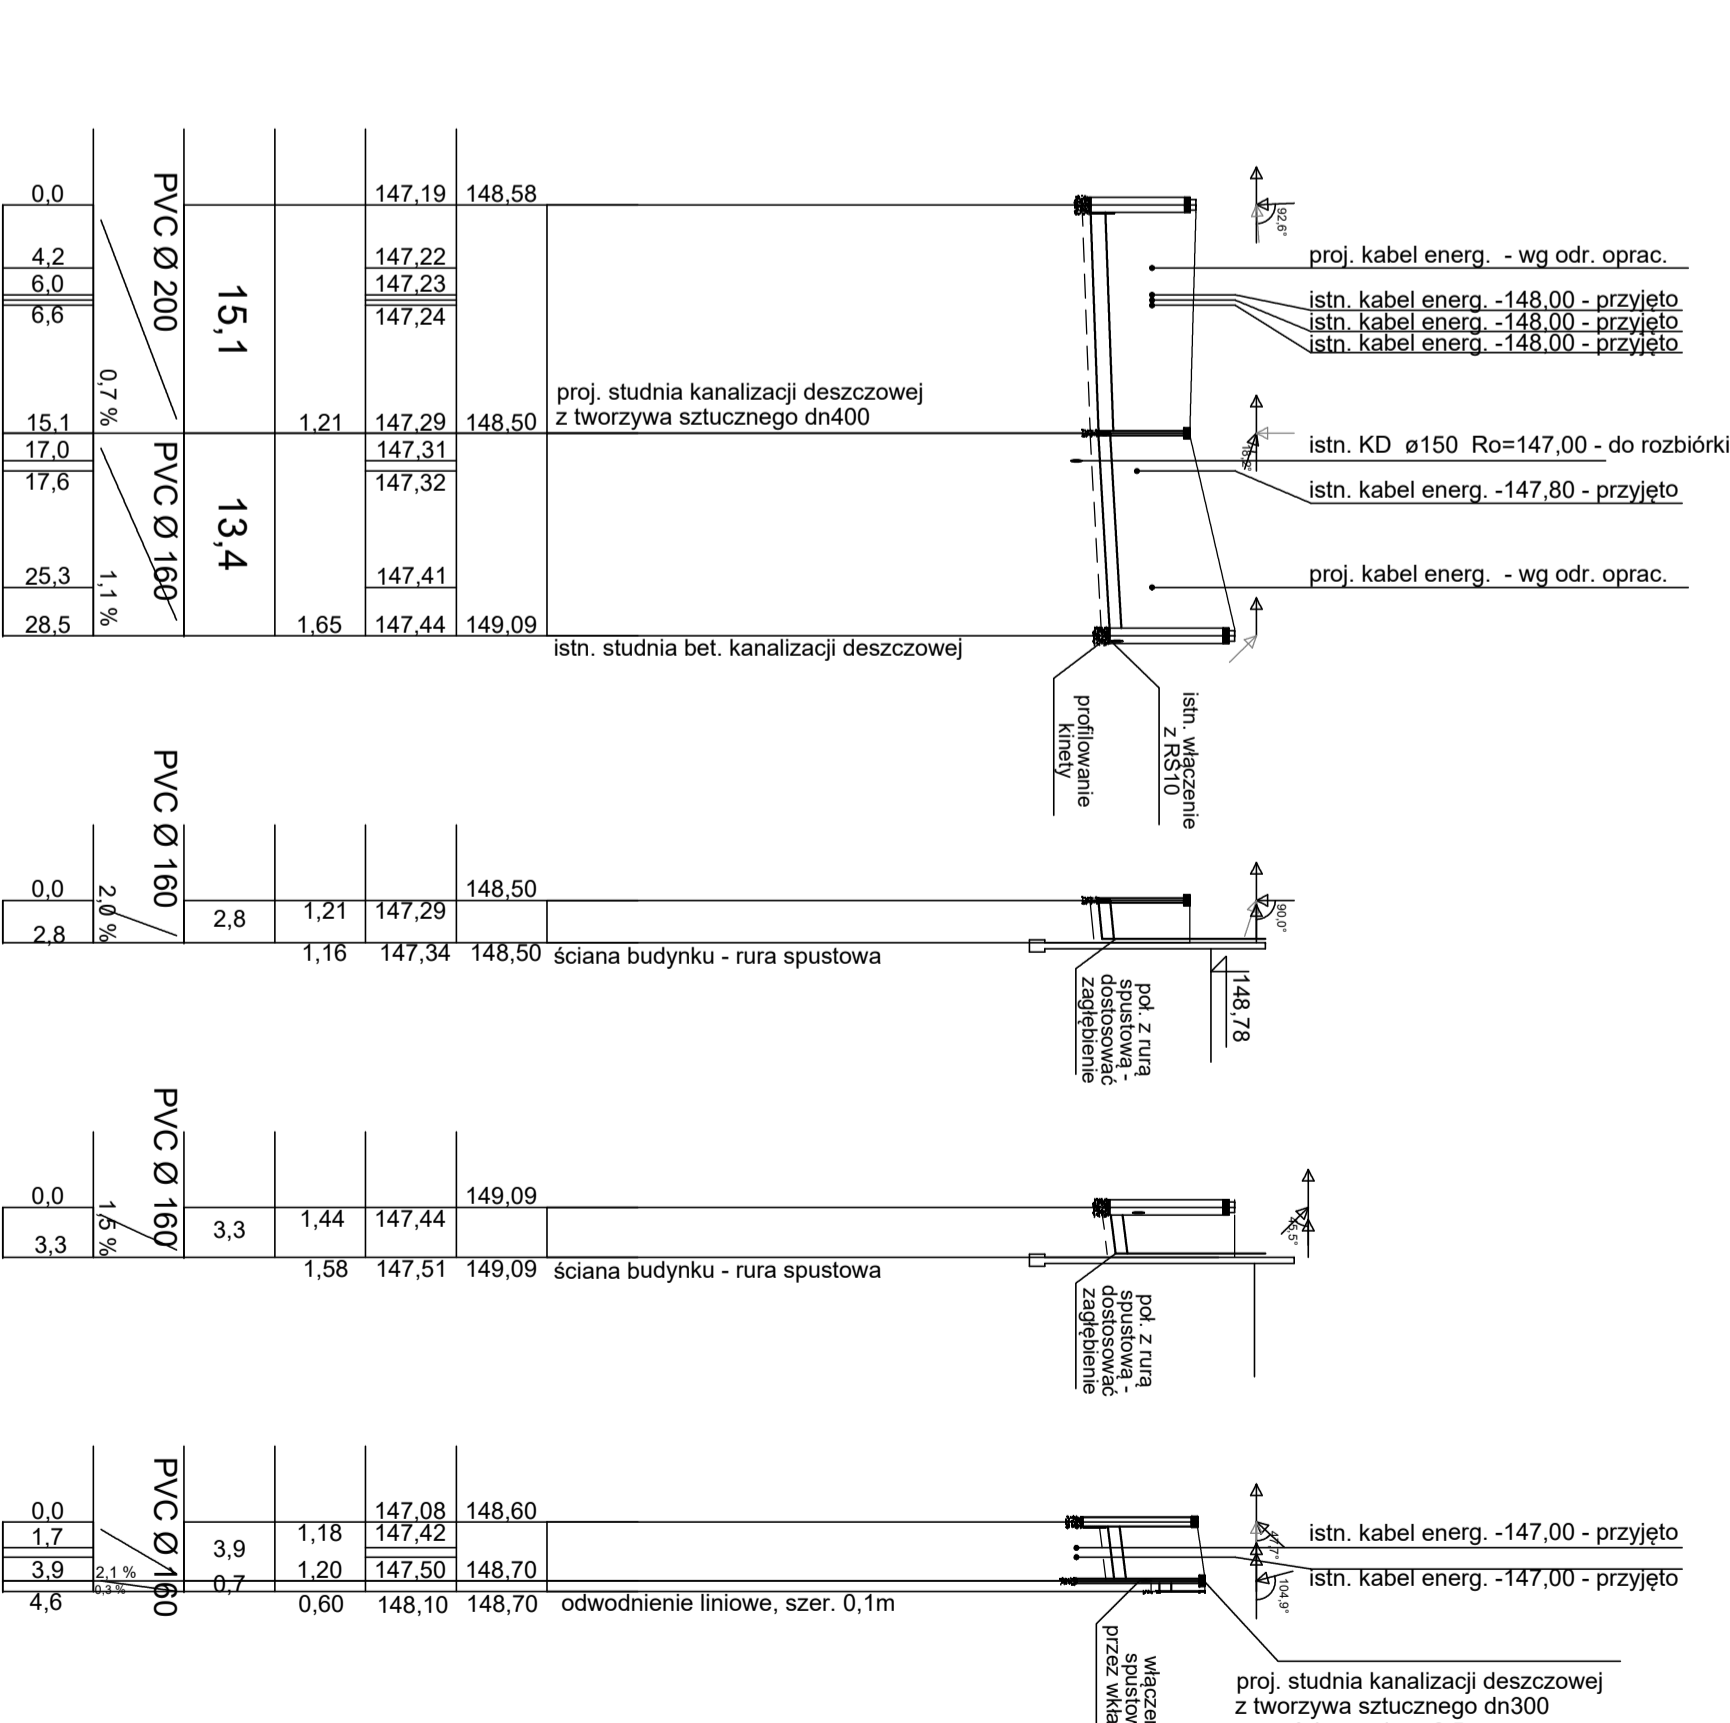 0,0
147,19 148,58
92,6°
PVC Ø 200
4,2
147,22
proj. kabel energ. - wg odr. oprac.
6,0
147,23
6,6
147,24
istn. kabel energ. -148,00 - przyjęto
istn. kabel energ. -148,00 - przyjęto
istn. kabel energ. -148,00 - przyjęto
15,1
0,7 %
proj. studnia kanalizacji deszczowej
z tworzywa sztucznego dn400
15,1
1,21 147,29 148,50
17,0
147,31
istn. KD ø150 Ro=147,00 - do rozbiórki
17,6
147,32
istn. kabel energ. -147,80 - przyjęto
PVC Ø 160
13,4
25,3
1,1 %
147,41
proj. kabel energ. - wg odr. oprac.
28,5
1,65 147,44 149,09
istn. studnia bet. kanalizacji deszczowej
profilowanie
kinety
istn. włączenie
z RS10
PVC Ø 160
0,0
148,50
90,0°
2,0 %
2,8
1,21 147,29
2,8
1,16 147,34 148,50 ściana budynku - rura spustowa
poł. z rurą
spustową -
dostosować
zagłębienie
148,78
PVC Ø 160
0,0
149,09
1,5 %
3,3
1,44 147,44
45,5°
3,3
1,58 147,51 149,09 ściana budynku - rura spustowa
poł. z rurą
spustową -
dostosować
zagłębienie
PVC Ø 160
0,0
147,08 148,60
1,7
1,18 147,42
istn. kabel energ. -147,00 - przyjęto
3,9
3,9
2,1 %
1,20 147,50 148,70
istn. kabel energ. -147,00 - przyjęto
0,3 %
0,7
104,9°
4,6
0,60 148,10 148,70 odwodnienie liniowe, szer. 0,1m
przez
proj. studnia kanalizacji deszczowej
z tworzywa sztucznego dn300